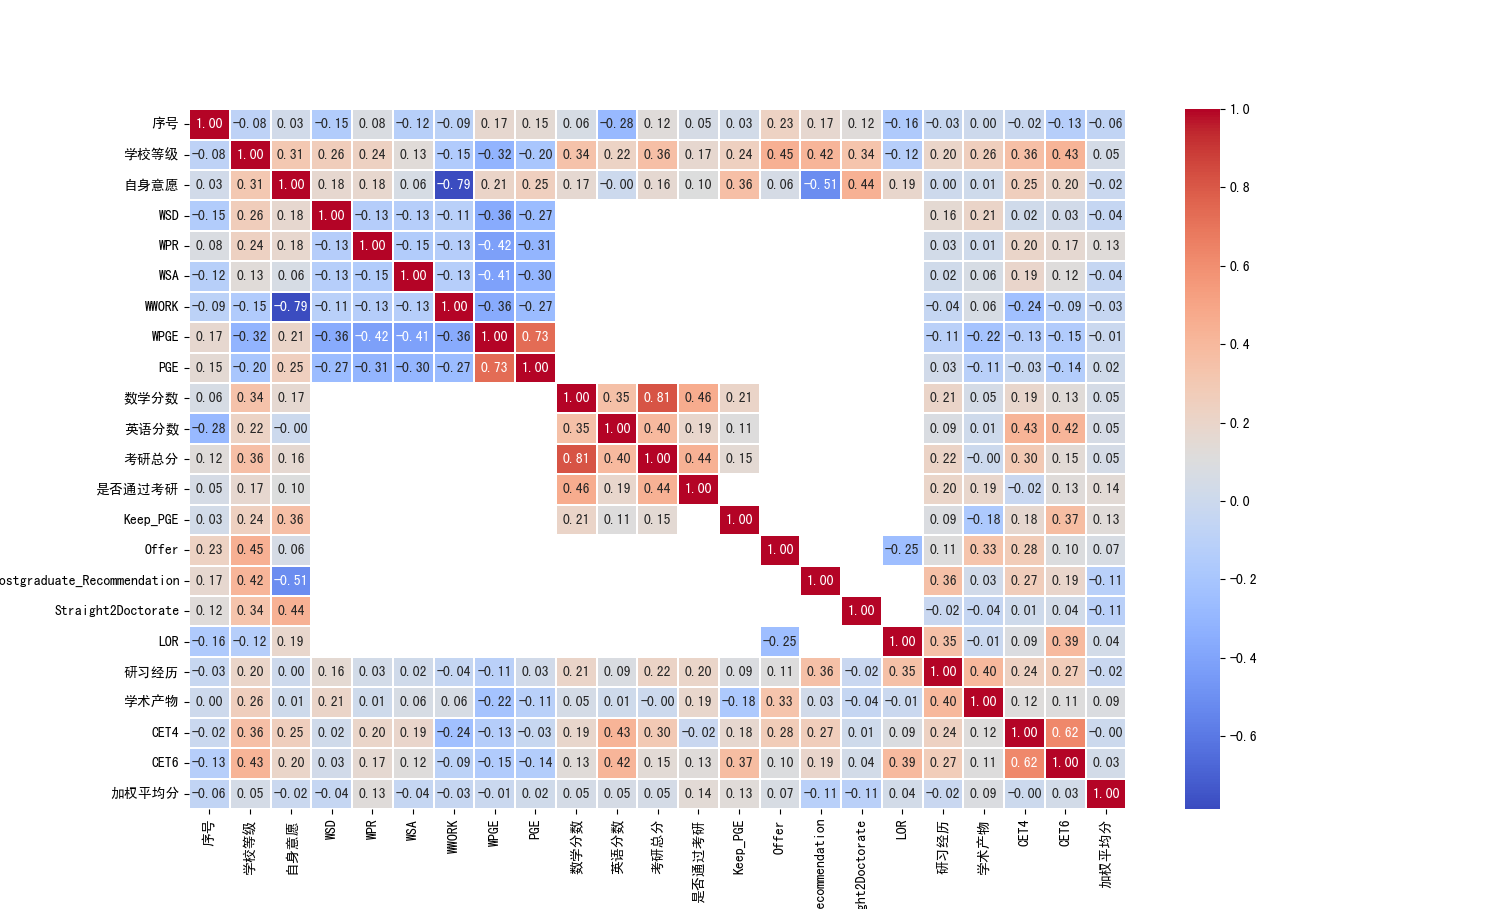 序号 1.00 -0.08 0.03 -0.15 0.08 -0.12 -0.09 0.17 0.15 0.06 -0.28 0.12 0.05 0.03 0.23 0.17 0.12 -0.16 -0.03 0.00 -0.02 -0.13 -0.06
学校等级 -0.08 1.00 0.31 0.26 0.24 0.13 -0.15 -0.32 -0.20 0.34 0.22 0.36 0.17 0.24 0.45 0.42 0.34 -0.12 0.20 0.26 0.36 0.43 0.05
自身意愿 0.03 0.31 1.00 0.18 0.18 0.06 -0.79 0.21 0.25 0.17 -0.00 0.16 0.10 0.36 0.06 -0.51 0.44 0.19 0.00 0.01 0.25 0.20 -0.02
WSD -0.15 0.26 0.18 1.00 -0.13 -0.13 -0.11 -0.36 -0.27 0.16 0.21 0.02 0.03 -0.04
WPR 0.08 0.24 0.18 -0.13 1.00 -0.15 -0.13 -0.42 -0.31 0.03 0.01 0.20 0.17 0.13
WSA -0.12 0.13 0.06 -0.13 -0.15 1.00 -0.13 -0.41 -0.30 0.02 0.06 0.19 0.12 -0.04
WWORK -0.09 -0.15 -0.79 -0.11 -0.13 -0.13 1.00 -0.36 -0.27 -0.04 0.06 -0.24 -0.09 -0.03
WPGE 0.17 -0.32 0.21 -0.36 -0.42 -0.41 -0.36 1.00 0.73 -0.11 -0.22 -0.13 -0.15 -0.01
PGE 0.15 -0.20 0.25 -0.27 -0.31 -0.30 -0.27 0.73 1.00 0.03 -0.11 -0.03 -0.14 0.02
数学分数 0.06 0.34 0.17 1.00 0.35 0.81 0.46 0.21 0.21 0.05 0.19 0.13 0.05
英语分数 -0.28 0.22 -0.00 0.35 1.00 0.40 0.19 0.11 0.09 0.01 0.43 0.42 0.05
考研总分 0.12 0.36 0.16 0.81 0.40 1.00 0.44 0.15 0.22 -0.00 0.30 0.15 0.05
是否通过考研 0.05 0.17 0.10 0.46 0.19 0.44 1.00 0.20 0.19 -0.02 0.13 0.14
Keep_PGE 0.03 0.24 0.36 0.21 0.11 0.15 1.00 0.09 -0.18 0.18 0.37 0.13
Offer 0.23 0.45 0.06 1.00 -0.25 0.11 0.33 0.28 0.10 0.07
ostgraduate_Recommendation 0.17 0.42 -0.51 1.00 0.36 0.03 0.27 0.19 -0.11
Straight2Doctorate 0.12 0.34 0.44 1.00 -0.02 -0.04 0.01 0.04 -0.11
LOR -0.16 -0.12 0.19 -0.25 1.00 0.35 -0.01 0.09 0.39 0.04
研习经历 -0.03 0.20 0.00 0.16 0.03 0.02 -0.04 -0.11 0.03 0.21 0.09 0.22 0.20 0.09 0.11 0.36 -0.02 0.35 1.00 0.40 0.24 0.27 -0.02
学术产物 0.00 0.26 0.01 0.21 0.01 0.06 0.06 -0.22 -0.11 0.05 0.01 -0.00 0.19 -0.18 0.33 0.03 -0.04 -0.01 0.40 1.00 0.12 0.11 0.09
CET4 -0.02 0.36 0.25 0.02 0.20 0.19 -0.24 -0.13 -0.03 0.19 0.43 0.30 -0.02 0.18 0.28 0.27 0.01 0.09 0.24 0.12 1.00 0.62 -0.00
CET6 -0.13 0.43 0.20 0.03 0.17 0.12 -0.09 -0.15 -0.14 0.13 0.42 0.15 0.13 0.37 0.10 0.19 0.04 0.39 0.27 0.11 0.62 1.00 0.03
加权平均分 -0.06 0.05 -0.02 -0.04 0.13 -0.04 -0.03 -0.01 0.02 0.05 0.05 0.05 0.14 0.13 0.07 -0.11 -0.11 0.04 -0.02 0.09 -0.00 0.03 1.00
序号 学校等级 自身意愿 WSD WPR WSA WWORK WPGE PGE 数学分数 英语分数 考研总分 是否通过考研 Keep_PGE Offer ecommendation ght2Doctorate LOR 研习经历 学术产物 CET4 CET6 加权平均分
1.0
0.8
0.6
0.4
0.2
0.0
-0.2
-0.4
-0.6